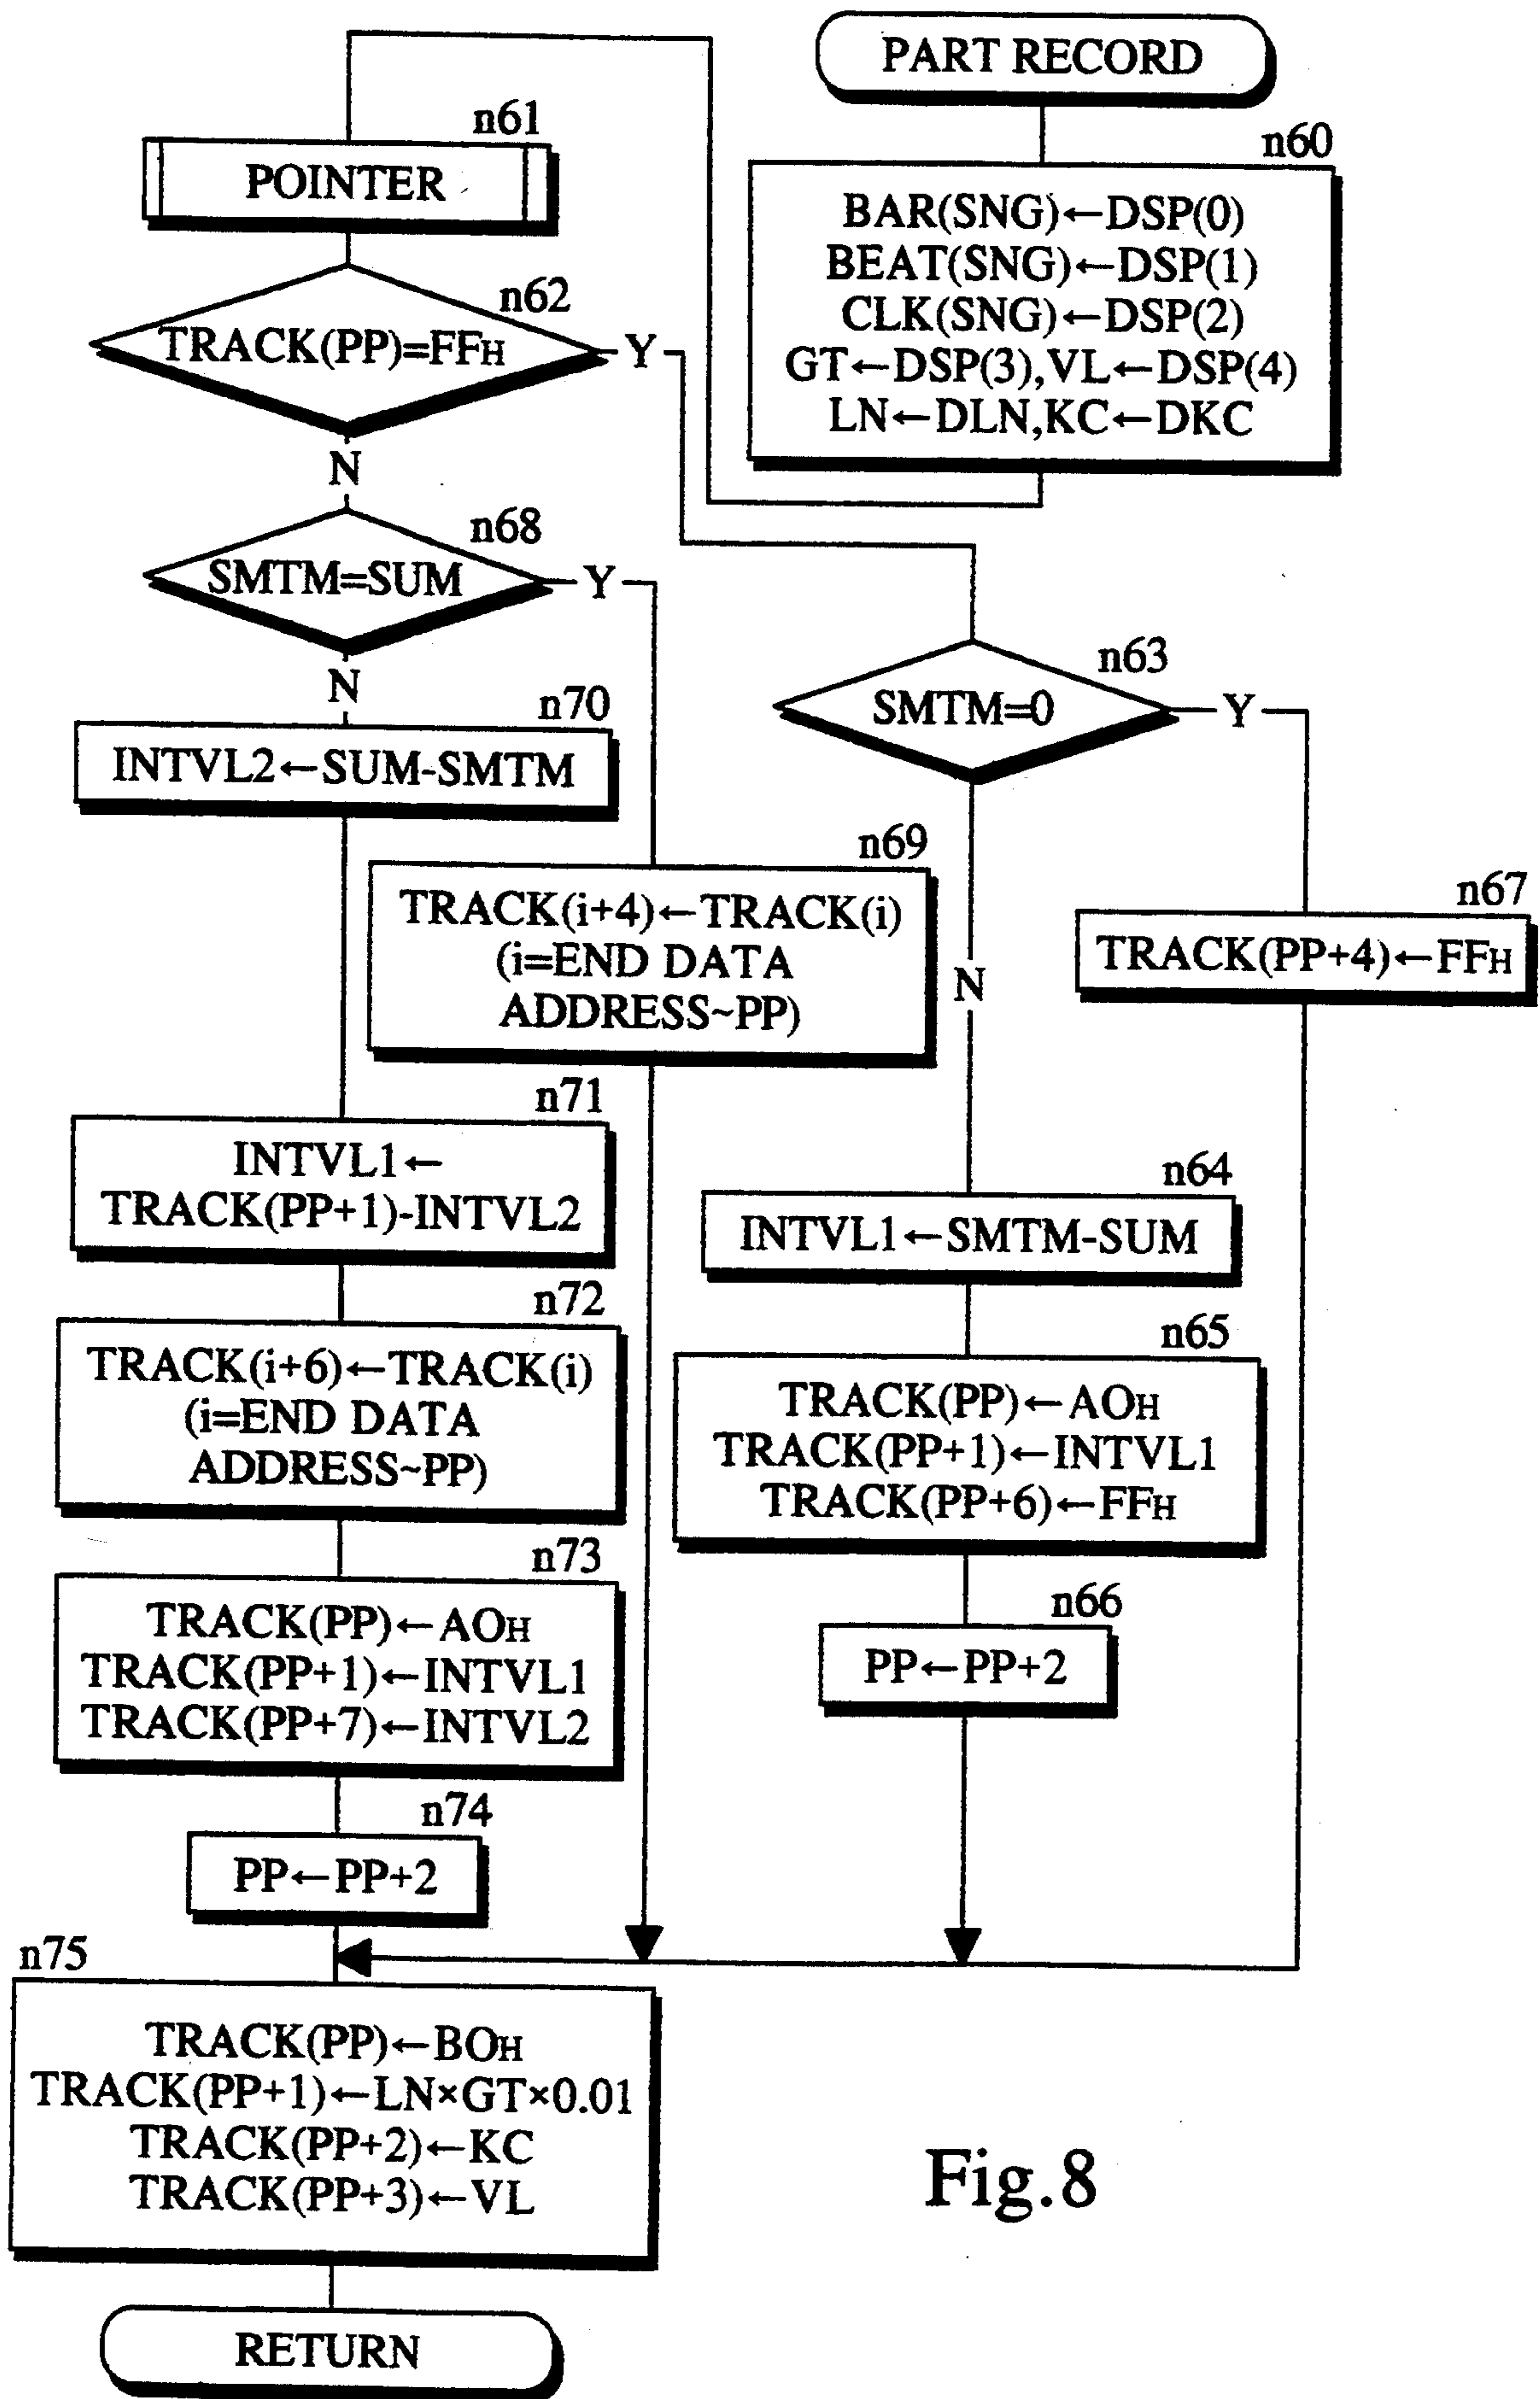 PART RECORD
n60
BAR(SNG)←DSP(0)
BEAT(SNG)←DSP(1)
CLK(SNG)←DSP(2)
GT←DSP(3),VL←DSP(4)
LN←DLN,KC←DKC
n61
POINTER
n62
TRACK(PP)=FFH
Y
N
n68
SMTM=SUM
Y
N
n63
SMTM=0
Y
N
n70
INTVL2←SUM-SMTM
n69
TRACK(i+4)←TRACK(i)
(i=END DATA
ADDRESS~PP)
n67
TRACK(PP+4)←FFH
n71
INTVL1←
TRACK(PP+1)-INTVL2
n64
INTVL1←SMTM-SUM
n72
TRACK(i+6)←TRACK(i)
(i=END DATA
ADDRESS~PP)
n65
TRACK(PP)←AOH
TRACK(PP+1)←INTVL1
TRACK(PP+6)←FFH
n73
TRACK(PP)←AOH
TRACK(PP+1)←INTVL1
TRACK(PP+7)←INTVL2
n66
PP←PP+2
n74
PP←PP+2
n75
TRACK(PP)←BOH
TRACK(PP+1)←LN×GT×0.01
TRACK(PP+2)←KC
TRACK(PP+3)←VL
RETURN
Fig.8